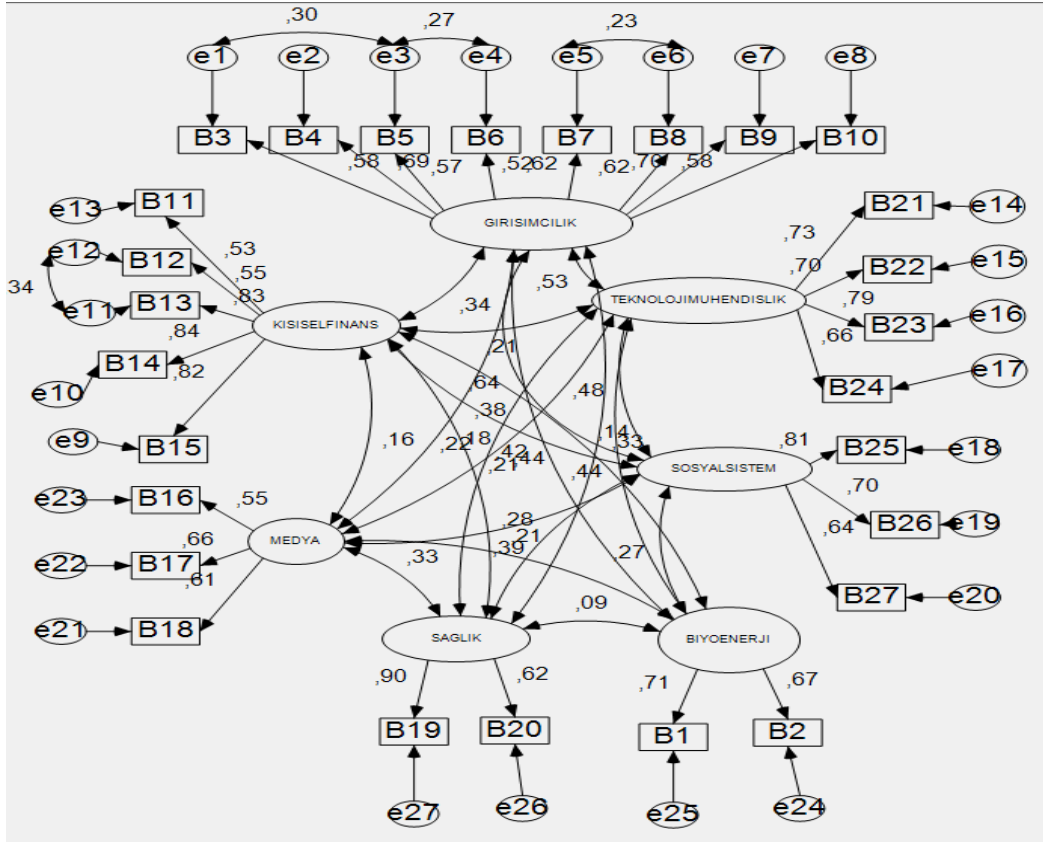 ,30 ,27 ,23
e1 e2 e3 e4 e5 e6 e7 e8
B3 B4 B5 B6 B7 B8 B9 B10
,58 ,69 ,57 ,52 ,62 ,62 ,70 ,58
GIRISIMCILIK
e13 B11
B21 e14
,53
,73
e12 B12
,55
,70
B22 e15
34
e11 B13
,83
KISISELFINANS
,34
,53
TEKNOLOJIMUHENDISLIK
,79
B23 e16
,84
,66
B14
,82
,21
e10
,64
,48
B24 e17
,38
e9 B15
,16
,22
,18
,42
,44
,21
,14
,33
,81
B25 e18
SOSYALSISTEM
,44
e23 B16
,55
,70
B26 e19
,28
,21
,64
MEDYA
,66
e22 B17
,33
,39
,27
,61
B27 e20
e21 B18
,09
SAGLIK
BIYOENERJI
,90 ,62 ,71 ,67
B19 B20 B1 B2
e27 e26 e25 e24